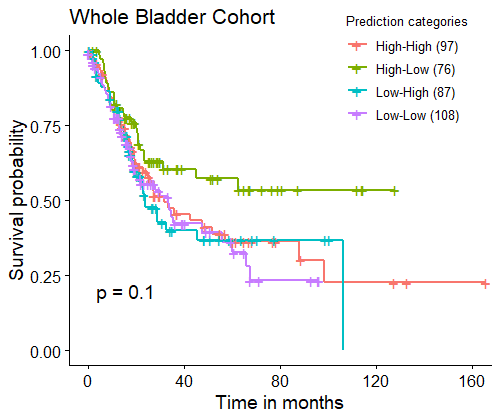 Whole Bladder Cohort
Prediction categories
High-High (97)
High-Low (76)
Low-High (87)
Low-Low (108)
Survival probability
1.00
0.75
0.50
0.25
0.00
p = 0.1
0 40 80 120 160
Time in months